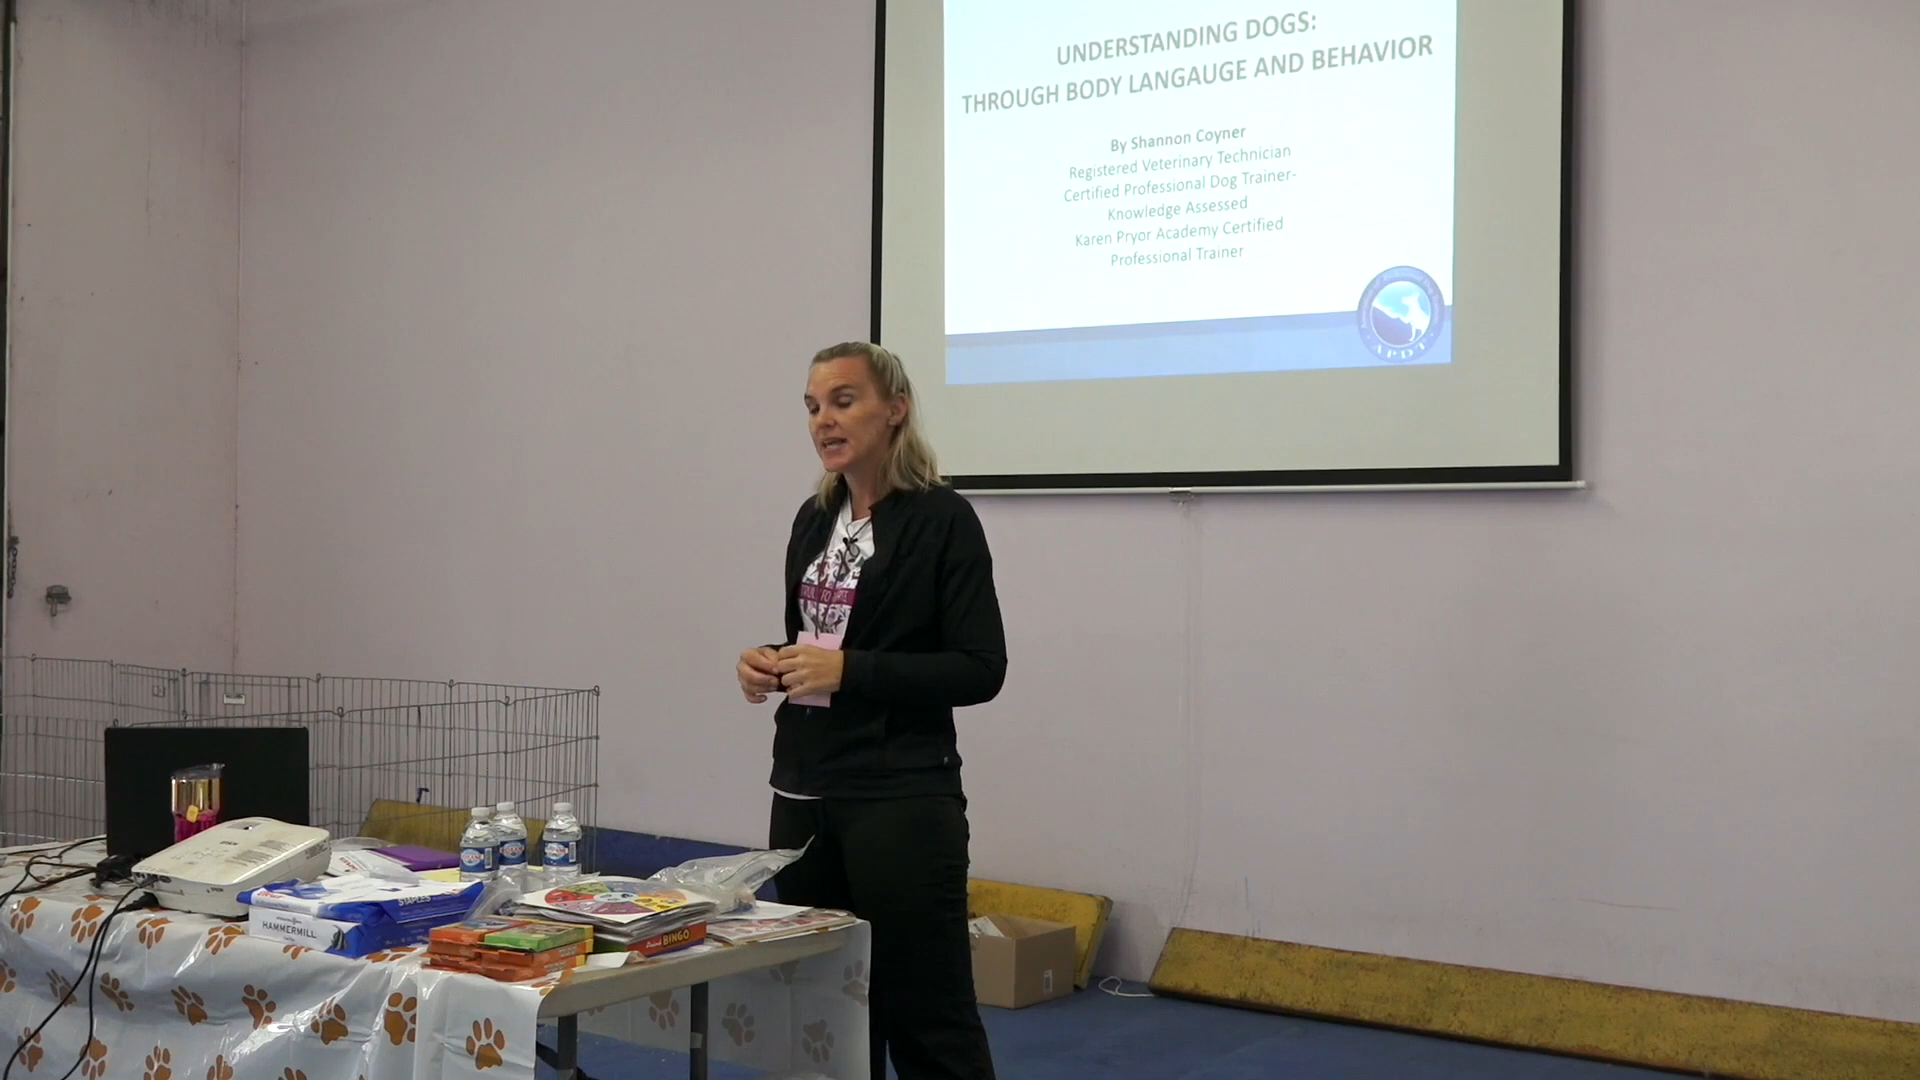 UNDERSTANDING DOGS:
THROUGH BODY LANGAUGE AND BEHAVIOR
By Shannon Coyner
Registered Veterinary Technician
Certified Professional Dog Trainer-
Knowledge Assessed
Karen Pryor Academy Certified
Professional Trainer
APDT
EPSON
STAPLES
HAMMERMILL
BINGO